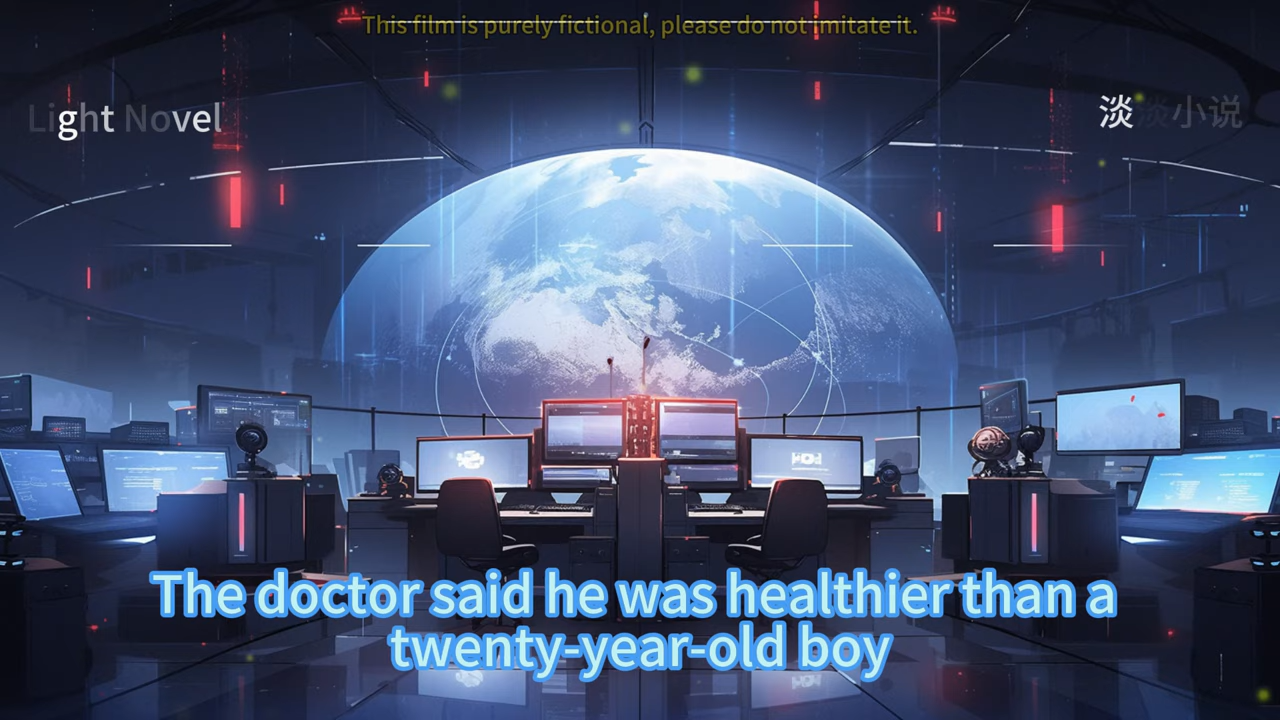 This film is purely fictional, please do not imitate it.
Light Novel
淡淡小说
The doctor said he was healthier than a
twenty-year-old boy